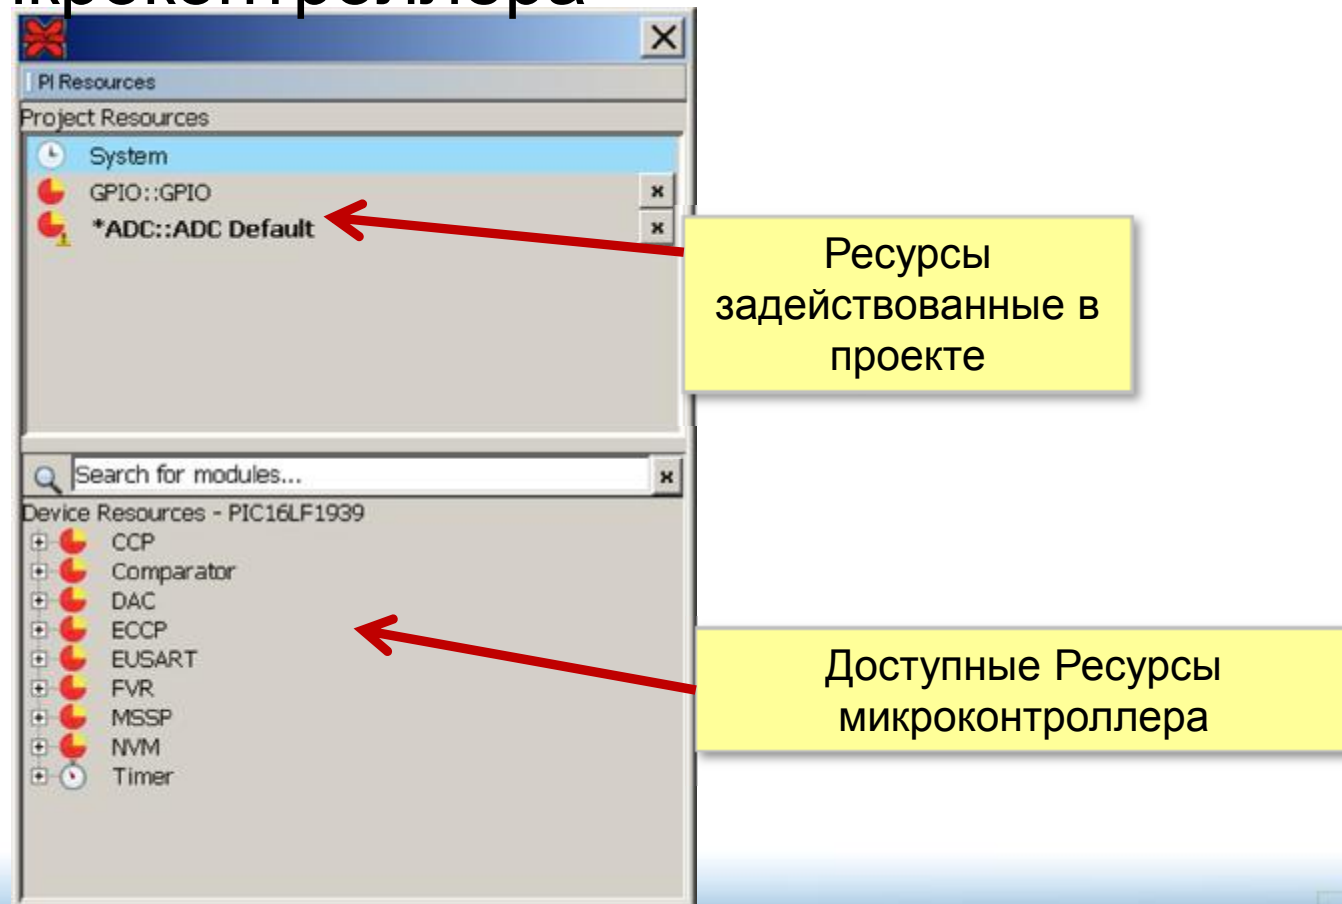 икроконтроллера
PI Resources
Project Resources
System
GPIO::GPIO
*ADC::ADC Default
Ресурсы
задействованные в
проекте
Search for modules...
Device Resources - PIC16LF1939
CCP
Comparator
DAC
ECCP
EUSART
FVR
MSSP
NVM
Timer
Доступные Ресурсы
микроконтроллера